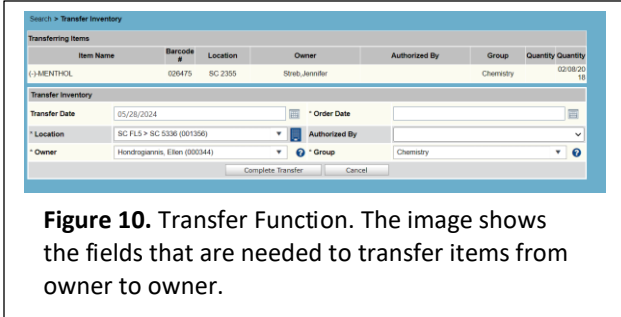 Search > Transfer Inventory
Transferring Items
Item Name Barcode # Location Owner Authorized By Group Quantity Quantity
(-)-MENTHOL 026475 SC 2355 Streb,Jennifer Chemistry 02/08/2018
Transfer Inventory
Transfer Date 05/28/2024 * Order Date
* Location SC FL5 > SC 5336 (001356) Authorized By
* Owner Hondrogiannis, Ellen (000344) * Group Chemistry
Complete Transfer Cancel
Figure 10. Transfer Function. The image shows
the fields that are needed to transfer items from
owner to owner.